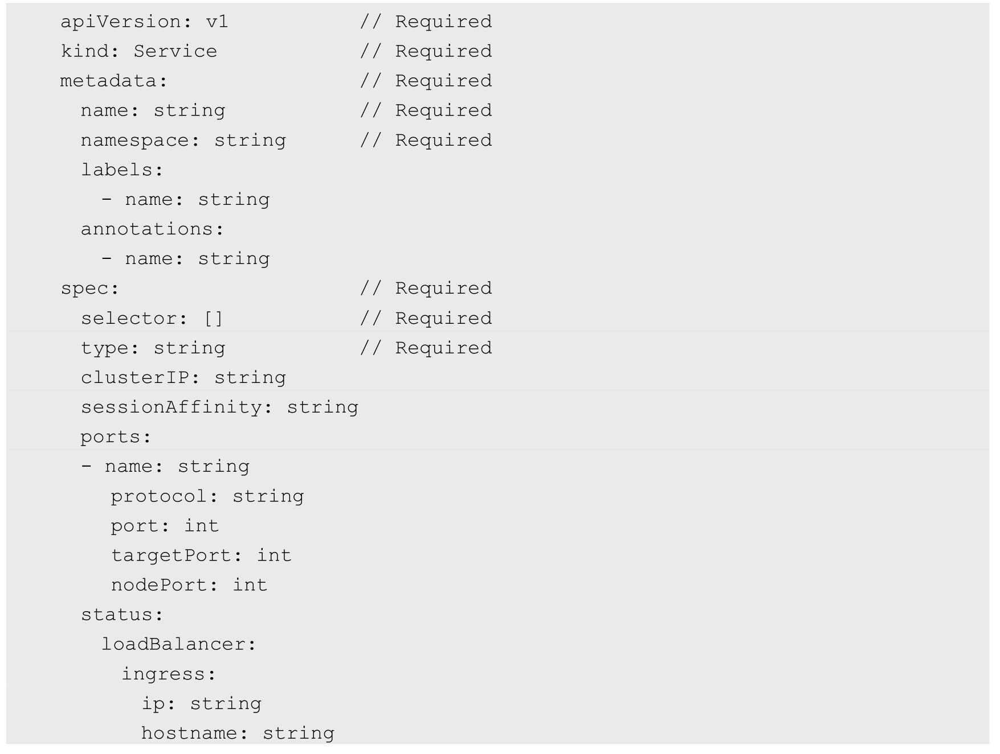 apiVersion: v1 // Required
kind: Service // Required
metadata: // Required
name: string // Required
namespace: string // Required
labels:
- name: string
annotations:
- name: string
spec: // Required
selector: [] // Required
type: string // Required
clusterIP: string
sessionAffinity: string
ports:
- name: string
protocol: string
port: int
targetPort: int
nodePort: int
status:
loadBalancer:
ingress:
ip: string
hostname: string